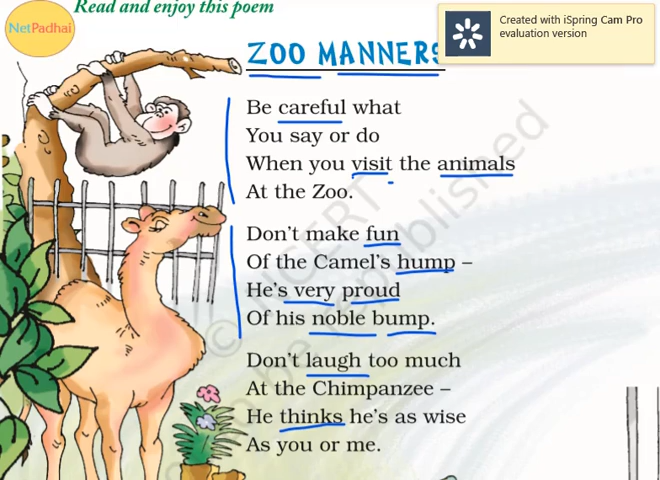 Read and enjoy this poem
NetPadhai
Created with iSpring Cam Pro
evaluation version
ZOO MANNERS
Be careful what
You say or do
When you visit the animals
At the Zoo.
Don't make fun
Of the Camel's hump –
He's very proud
Of his noble bump.
Don't laugh too much
At the Chimpanzee –
He thinks he's as wise
As you or me.